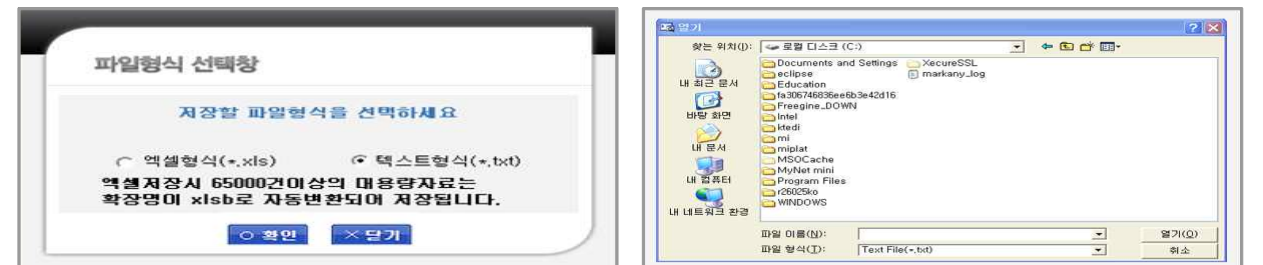 파일형식 선택창
저장할 파일형식을 선택하세요
엑셀형식(*.xls) 텍스트형식(*.txt)
엑셀저장시 65000건이상의 대용량자료는
확장명이 xlsb로 자동변환되어 저장됩니다.
확인 닫기
열기
찾는 위치(I): 로컬 디스크 (C:)
내 최근 문서
바탕 화면
내 문서
내 컴퓨터
내 네트워크 환경
Documents and Settings
eclipse
Education
fa306746836ee6b3e42d16
Freegine_DOWN
Intel
ktedi
mi
miplat
MSOCache
MyNet mini
Program Files
r26025ko
WINDOWS
XecureSSL
markany_log
파일 이름(N): 열기(O)
파일 형식(T): Text File(*.txt) 취소